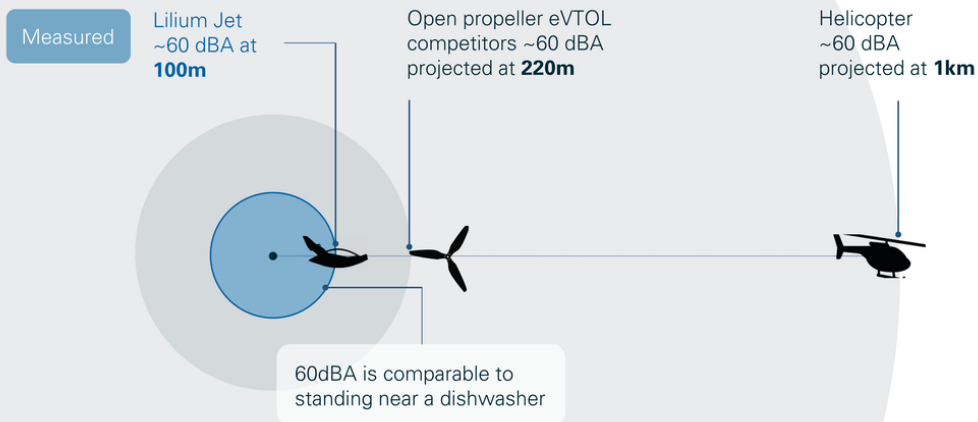 Measured
Lilium Jet
~60 dBA at
100m
Open propeller eVTOL
competitors ~60 dBA
projected at 220m
Helicopter
~60 dBA
projected at 1km
60dBA is comparable to
standing near a dishwasher